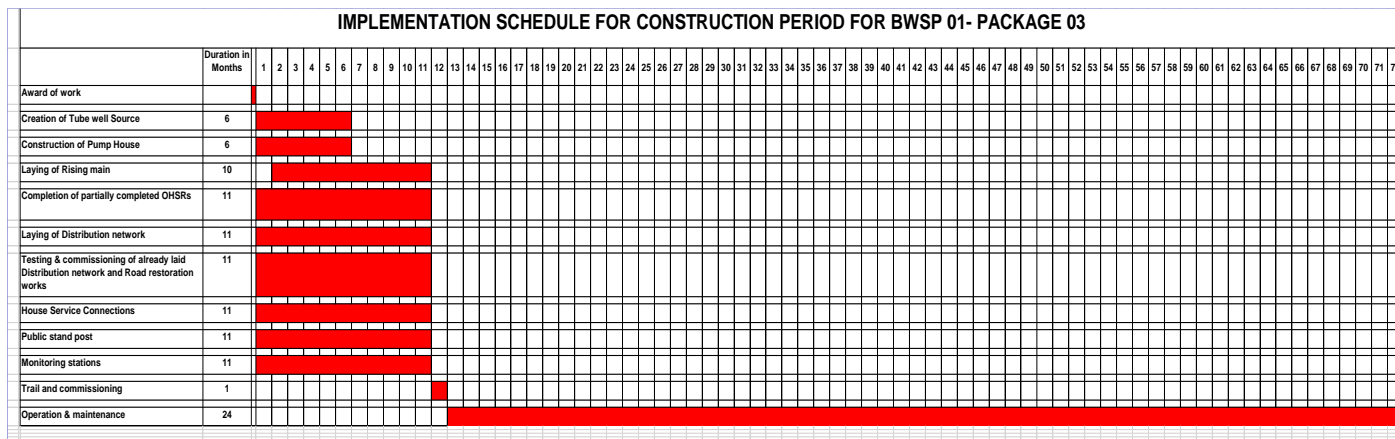 IMPLEMENTATION SCHEDULE FOR CONSTRUCTION PERIOD FOR BWSP 01- PACKAGE 03
Duration in
Months 1 2 3 4 5 6 7 8 9 10 11 12 13 14 15 16 17 18 19 20 21 22 23 24 25 26 27 28 29 30 31 32 33 34 35 36 37 38 39 40 41 42 43 44 45 46 47 48 49 50 51 52 53 54 55 56 57 58 59 60 61 62 63 64 65 66 67 68 69 70 71
Award of work
Creation of Tube well Source 6
Construction of Pump House 6
Laying of Rising main 10
Completion of partially completed OHSRs 11
Laying of Distribution network 11
Testing & commissioning of already laid 11
Distribution network and Road restoration
works
House Service Connections 11
Public stand post 11
Monitoring stations 11
Trail and commissioning 1
Operation & maintenance 24